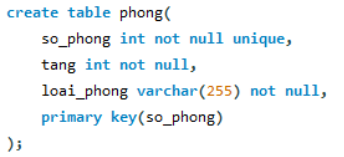 create table phong(
    so_phong int not null unique,
    tang int not null,
    loai_phong varchar(255) not null,
    primary key(so_phong)
);